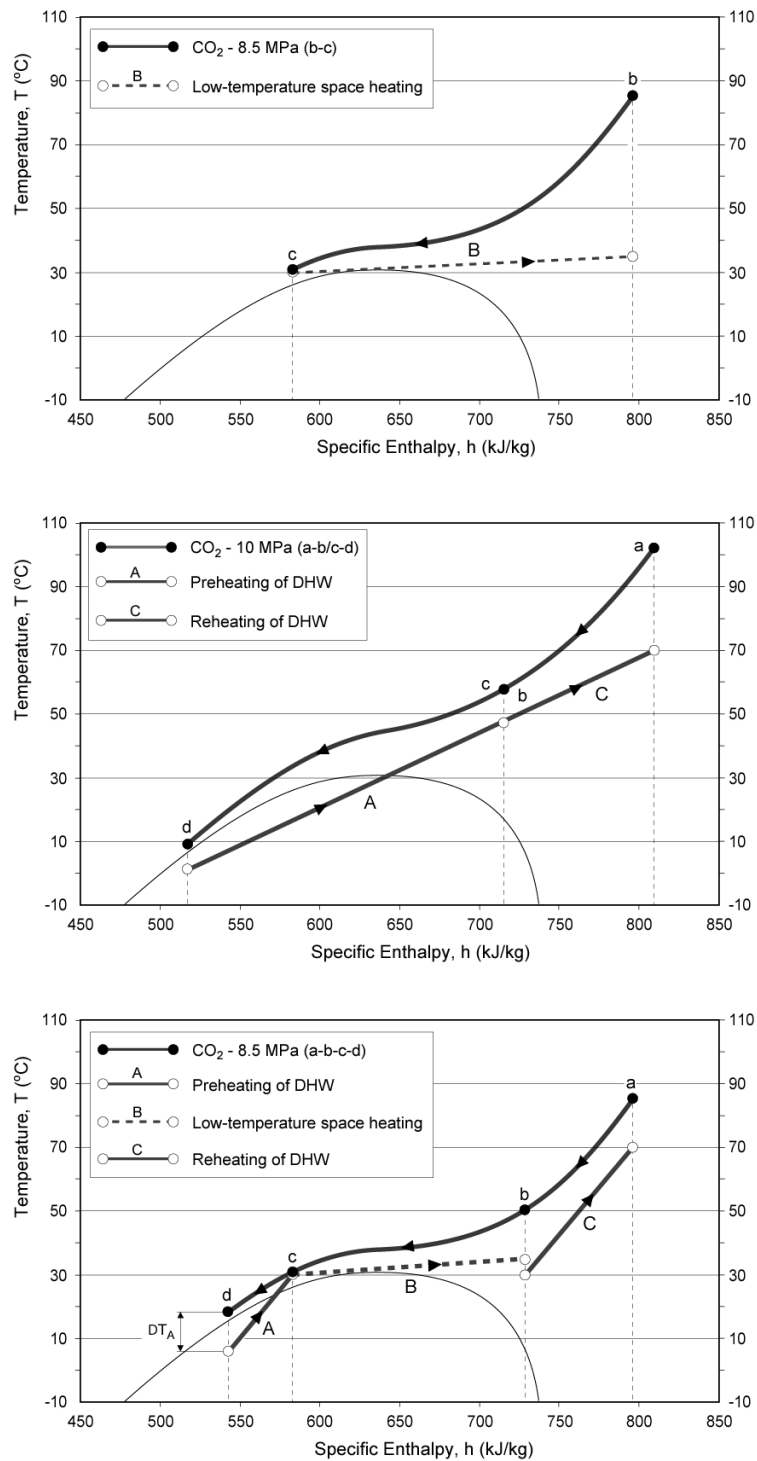 110
90
70
50
30
10
-10
Temperature, T (ºC)
CO₂ - 8.5 MPa (b-c)
B
Low-temperature space heating
b
c
B
110
90
70
50
30
10
-10
450 500 550 600 650 700 750 800 850
Specific Enthalpy, h (kJ/kg)
110
90
70
50
30
10
-10
Temperature, T (ºC)
CO₂ - 10 MPa (a-b/c-d)
A
Preheating of DHW
C
Reheating of DHW
a
c
b
C
A
d
110
90
70
50
30
10
-10
450 500 550 600 650 700 750 800 850
Specific Enthalpy, h (kJ/kg)
110
90
70
50
30
10
-10
Temperature, T (ºC)
CO₂ - 8.5 MPa (a-b-c-d)
A
Preheating of DHW
B
Low-temperature space heating
C
Reheating of DHW
a
b
C
c
B
d
A
DT_A
110
90
70
50
30
10
-10
450 500 550 600 650 700 750 800 850
Specific Enthalpy, h (kJ/kg)